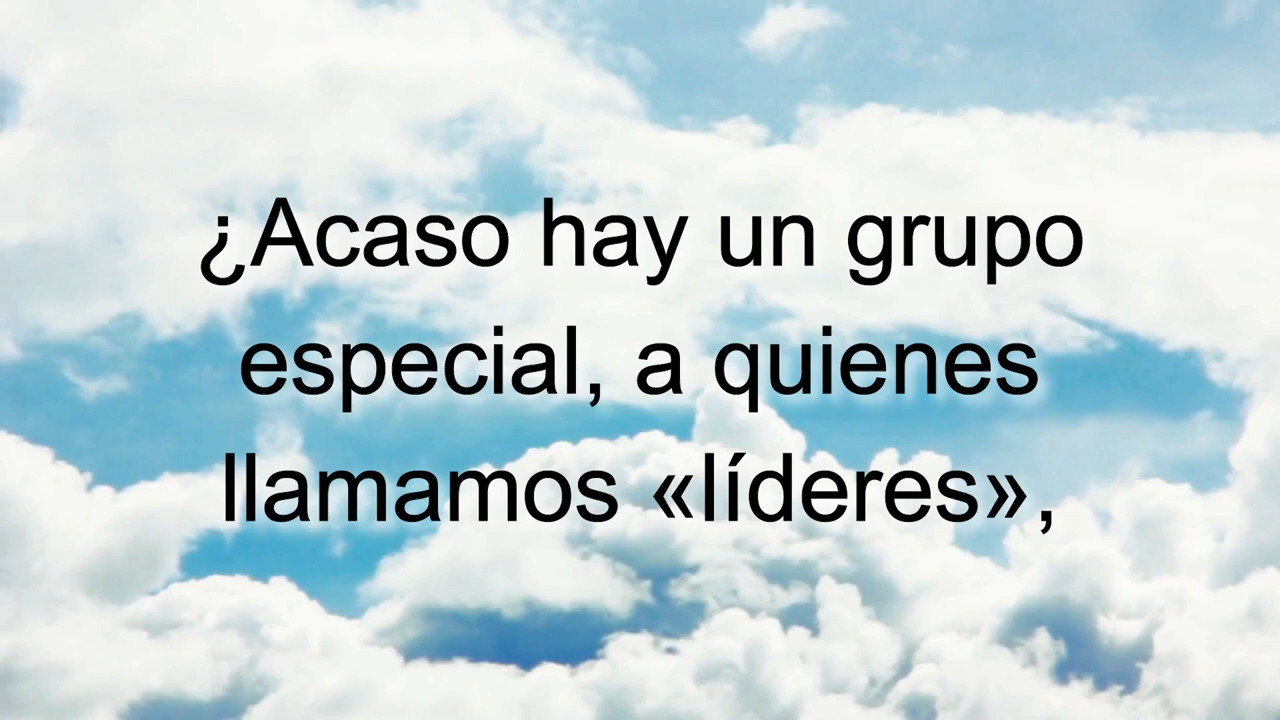 ¿Acaso hay un grupo
especial, a quienes
llamamos «líderes»,